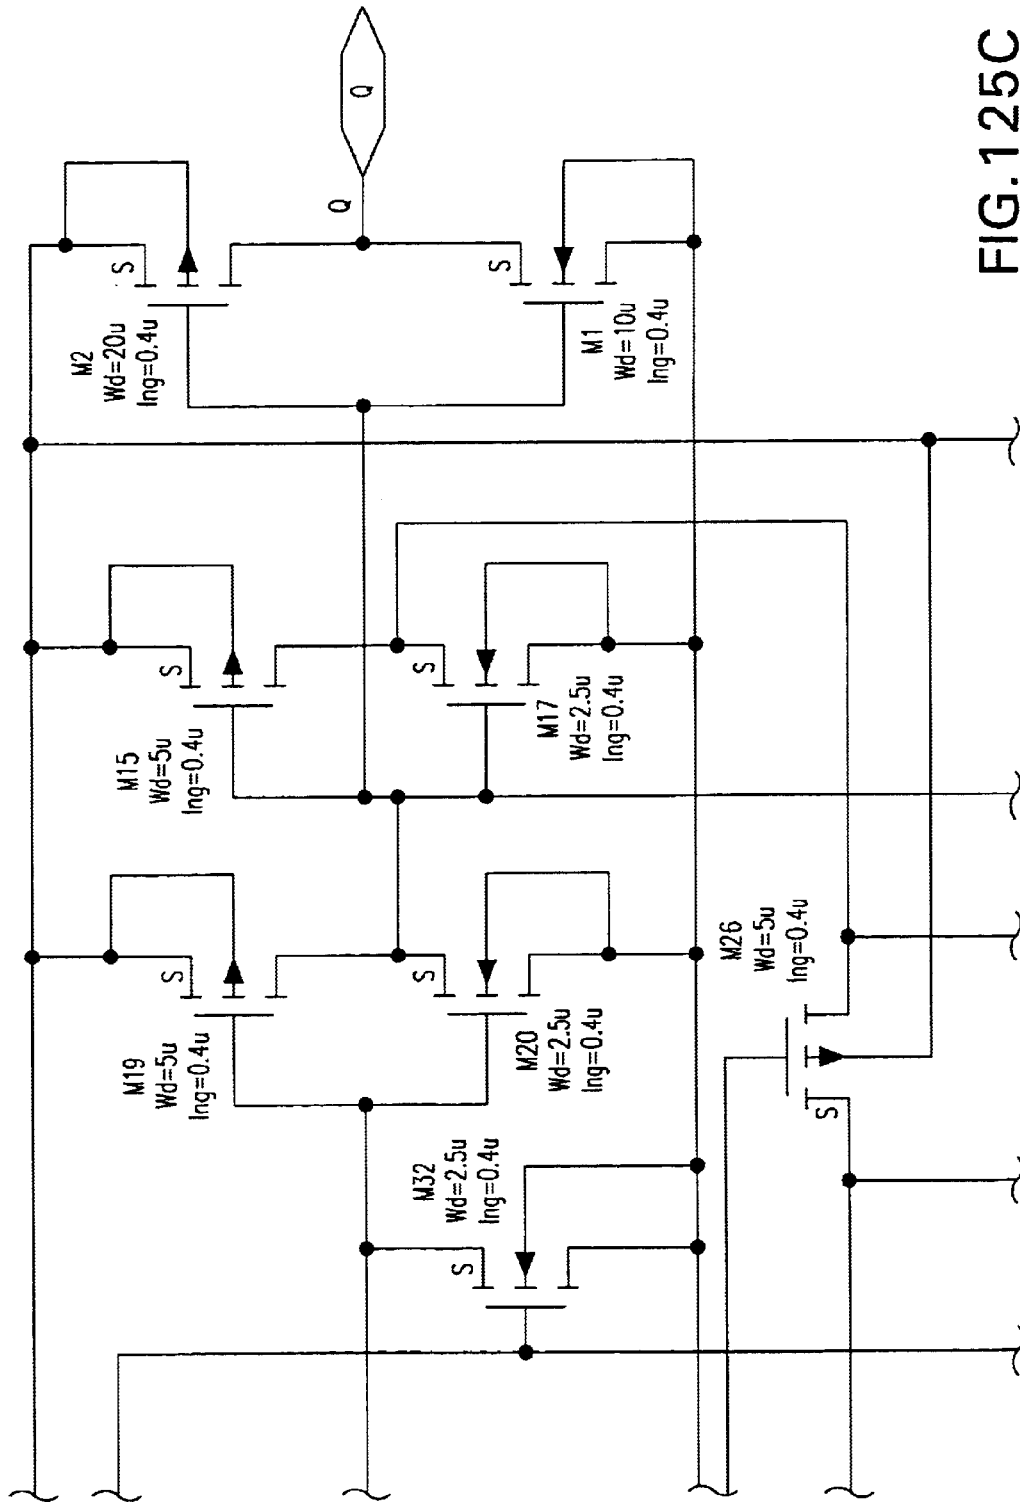 M2
Wd=20u
lng=0.4u
S
M15
Wd=5u
lng=0.4u
S
M19
Wd=5u
lng=0.4u
S
Q
Q
M32
Wd=2.5u
lng=0.4u
S
M20
Wd=2.5u
lng=0.4u
S
M17
Wd=2.5u
lng=0.4u
S
M1
Wd=10u
lng=0.4u
S
M26
Wd=5u
lng=0.4u
S
FIG.125C